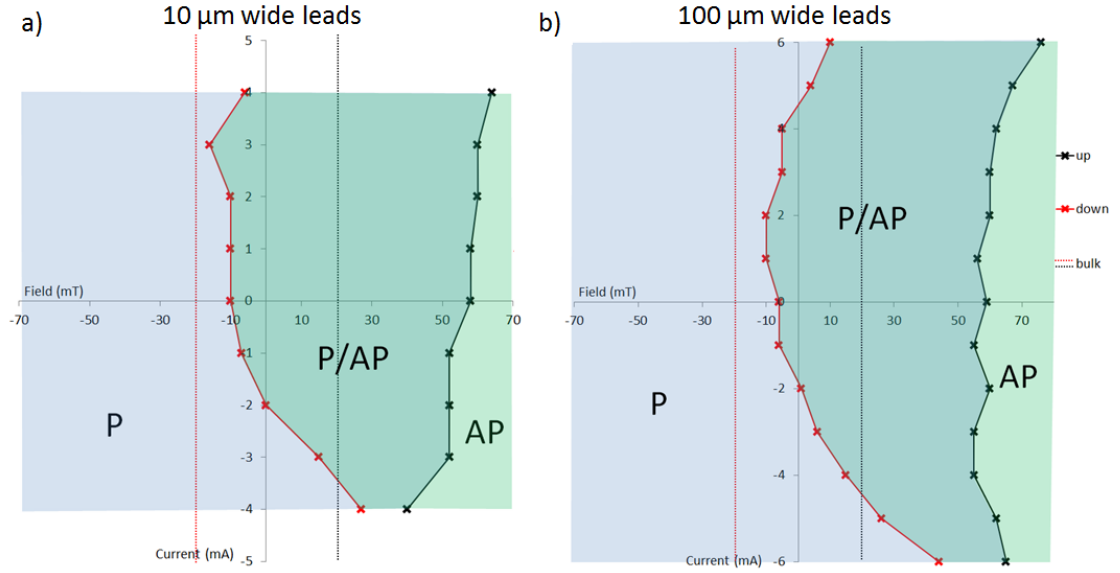 a)
10 µm wide leads
5
4
3
2
1
Field (mT)
0
-70
-50
-30
-10
10
30
50
70
-1
P/AP
-2
P
AP
-3
-4
Current (mA)
-5
b)
100 µm wide leads
6
4
up
2
P/AP
down
bulk
Field (mT)
0
-70
-50
-30
-10
10
30
50
70
-2
AP
P
-4
Current (mA)
-6